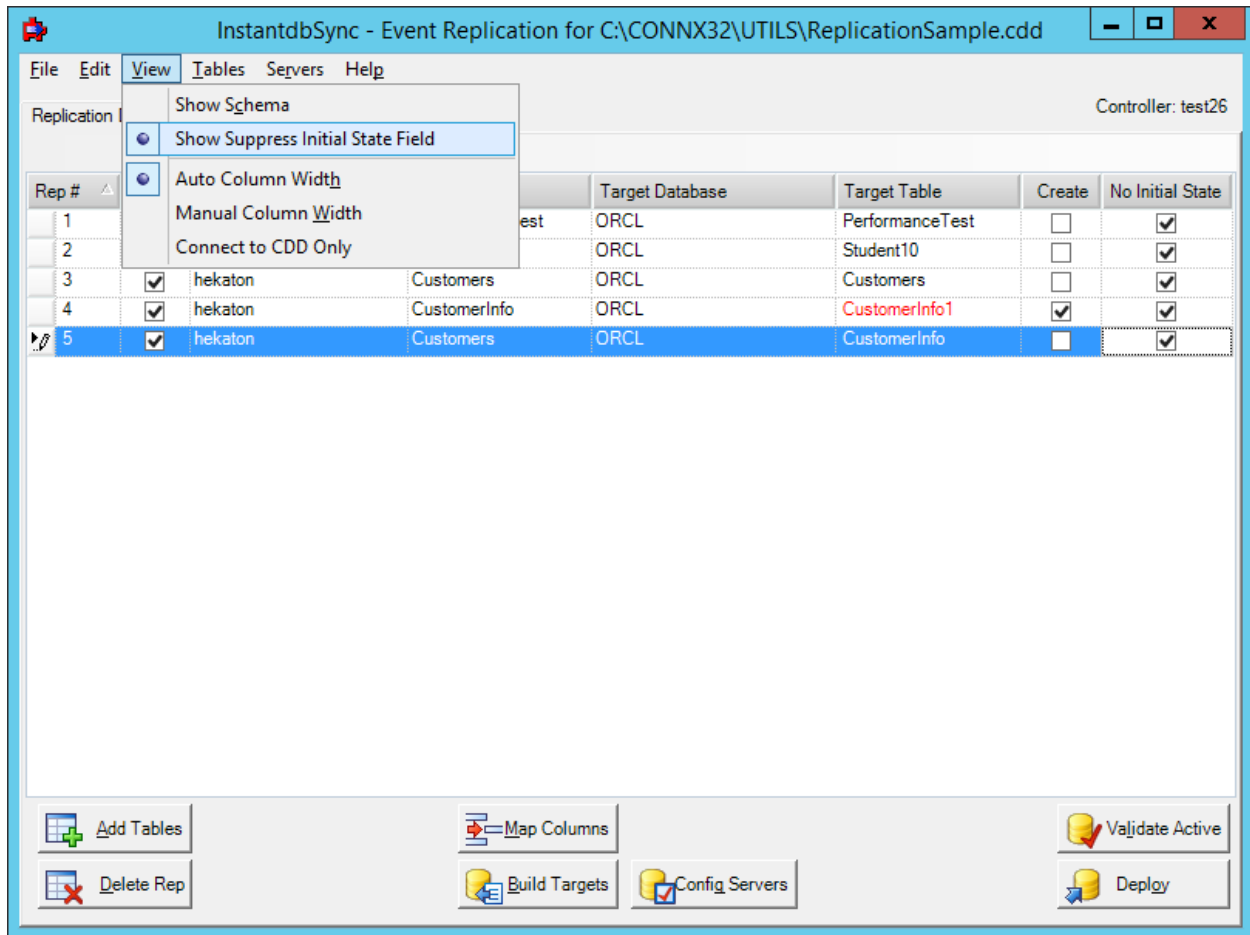 InstantdbSync - Event Replication for C:\CONNX32\UTILS\ReplicationSample.cdd
File Edit View Tables Servers Help
Show Schema
Controller: test26
Replication
Show Suppress Initial State Field
Auto Column Width
Manual Column Width
Connect to CDD Only
Rep # Target Database Target Table Create No Initial State
1 est ORCL PerformanceTest
2 ORCL Student10
3 hekaton Customers ORCL Customers
4 hekaton CustomerInfo ORCL CustomerInfo1
5 hekaton Customers ORCL CustomerInfo
Add Tables Map Columns Validate Active
Delete Rep Build Targets Config Servers Deploy